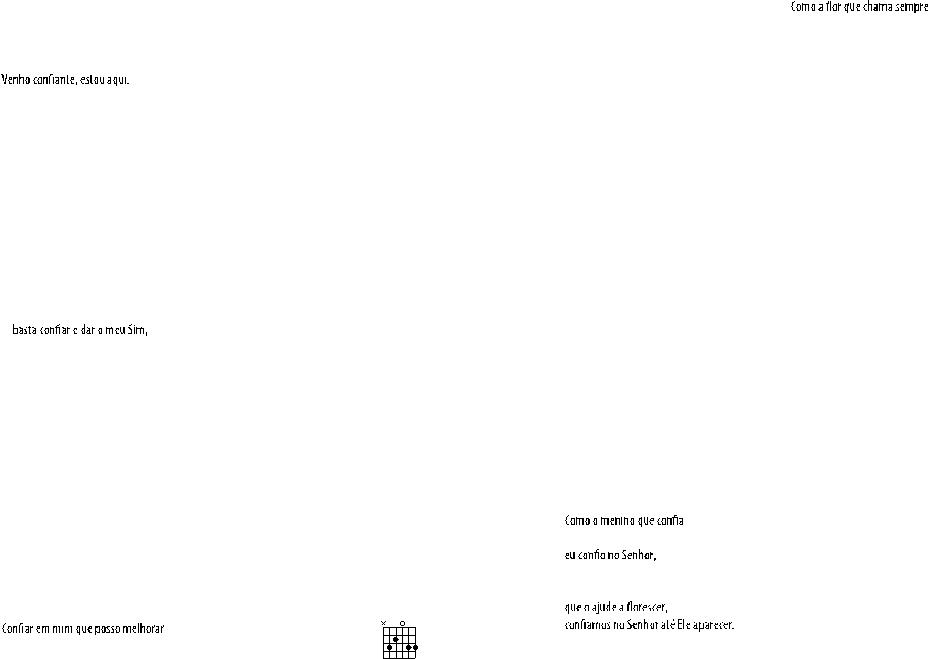 Como a flor que chama sempre
Venho confiante, estou aqui.
basta confiar e dar o meu Sim,
Confiar em mim que posso melhorar
Como o menino que confia
eu confio no Senhor,
que o ajude a florescer,
confiamos no Senhor até Ele aparecer.